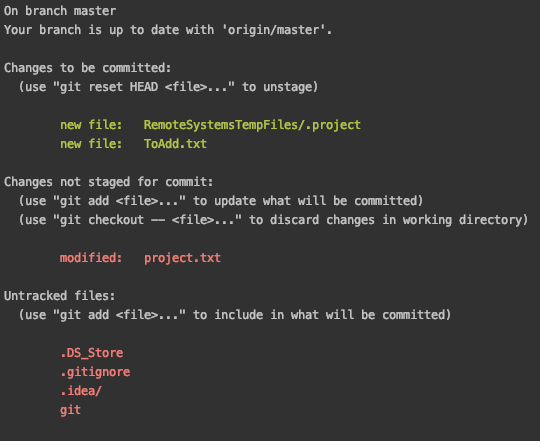 On branch master
Your branch is up to date with 'origin/master'.
Changes to be committed:
(use "git reset HEAD <file>..." to unstage)
new file: RemoteSystemsTempFiles/.project
new file: ToAdd.txt
Changes not staged for commit:
(use "git add <file>..." to update what will be committed)
(use "git checkout -- <file>..." to discard changes in working directory)
modified: project.txt
Untracked files:
(use "git add <file>..." to include in what will be committed)
.DS_Store
.gitignore
.idea/
git